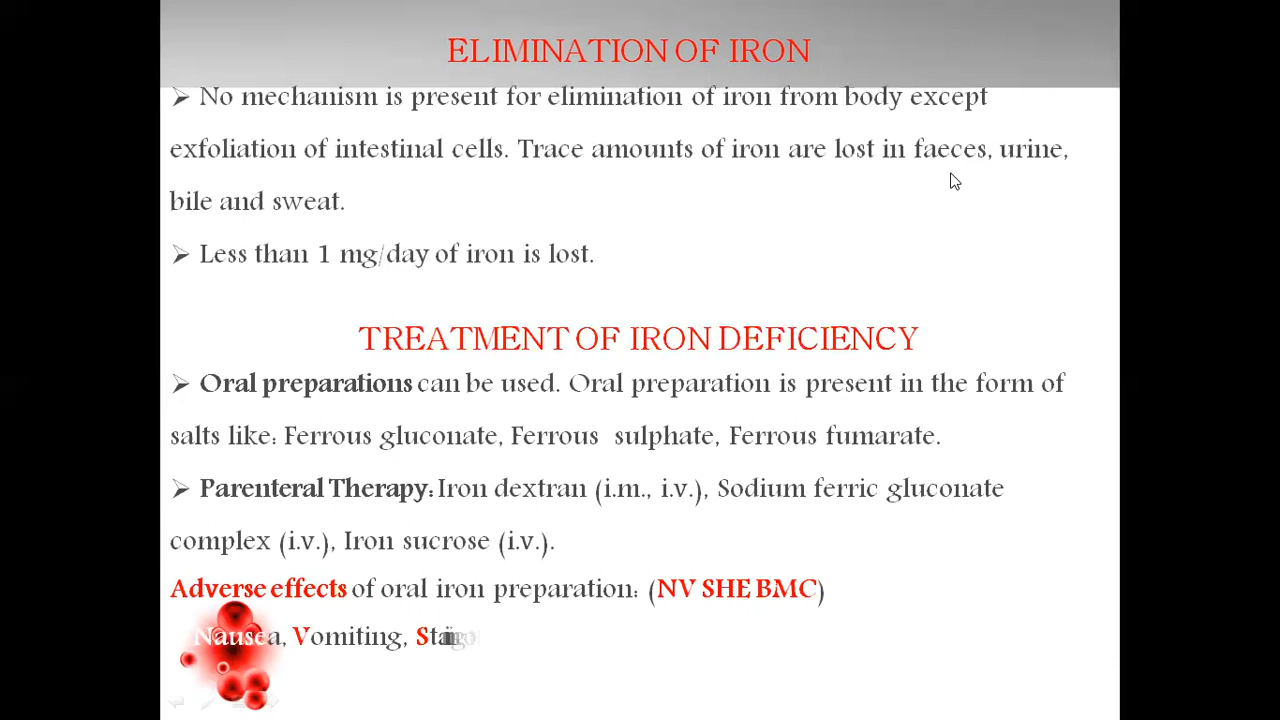 ELIMINATION OF IRON
➢ No mechanism is present for elimination of iron from body except
exfoliation of intestinal cells. Trace amounts of iron are lost in faeces, urine,
bile and sweat.
➢ Less than 1 mg/day of iron is lost.
TREATMENT OF IRON DEFICIENCY
➢ Oral preparations can be used. Oral preparation is present in the form of
salts like: Ferrous gluconate, Ferrous sulphate, Ferrous fumarate.
➢ Parenteral Therapy: Iron dextran (i.m., i.v.), Sodium ferric gluconate
complex (i.v.), Iron sucrose (i.v.).
Adverse effects of oral iron preparation: (NV SHE BMC)
Nausea, Vomiting,